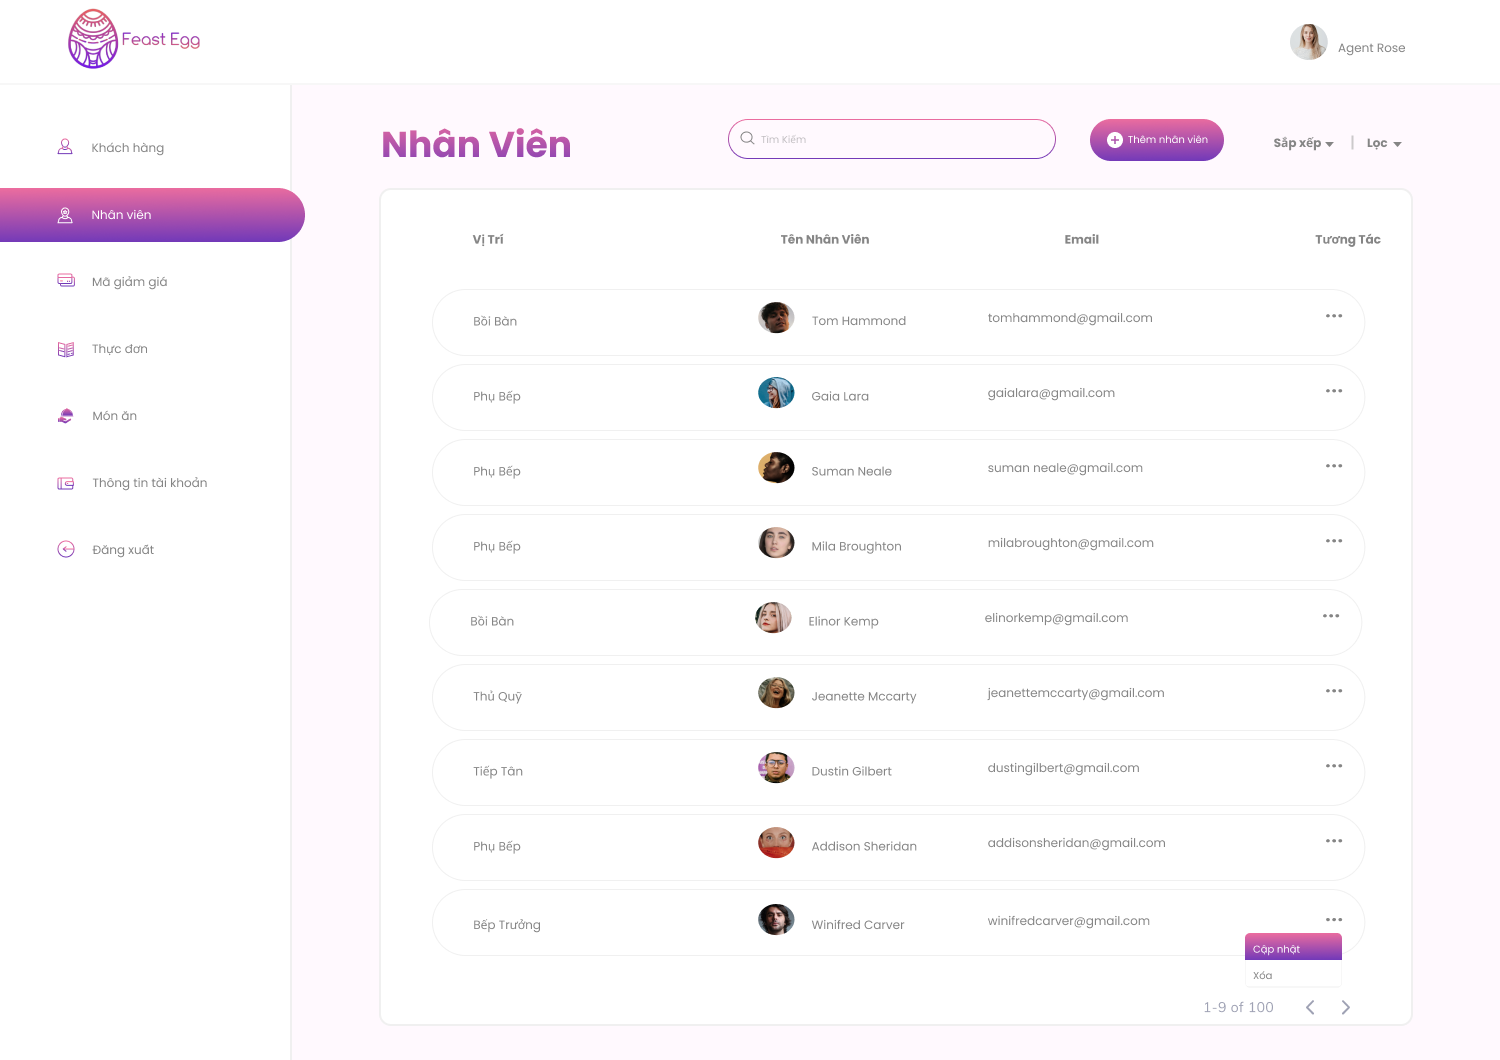 Feast Egg
Agent Rose
Khách hàng
Nhân viên
Mã giảm giá
Thực đơn
Món ăn
Thông tin tài khoản
Đăng xuất
Nhân Viên
Tìm Kiếm
Thêm nhân viên
Sắp xếp | Lọc
Vị Trí Tên Nhân Viên Email Tương Tác
Bồi Bàn Tom Hammond tomhammond@gmail.com
Phụ Bếp Gaia Lara gaialara@gmail.com
Phụ Bếp Suman Neale suman neale@gmail.com
Phụ Bếp Mila Broughton milabroughton@gmail.com
Bồi Bàn Elinor Kemp elinorkemp@gmail.com
Thủ Quỹ Jeanette Mccarty jeanettemccarty@gmail.com
Tiếp Tân Dustin Gilbert dustingilbert@gmail.com
Phụ Bếp Addison Sheridan addisonsheridan@gmail.com
Bếp Trưởng Winifred Carver winifredcarver@gmail.com
Cập nhật
Xóa
1-9 of 100